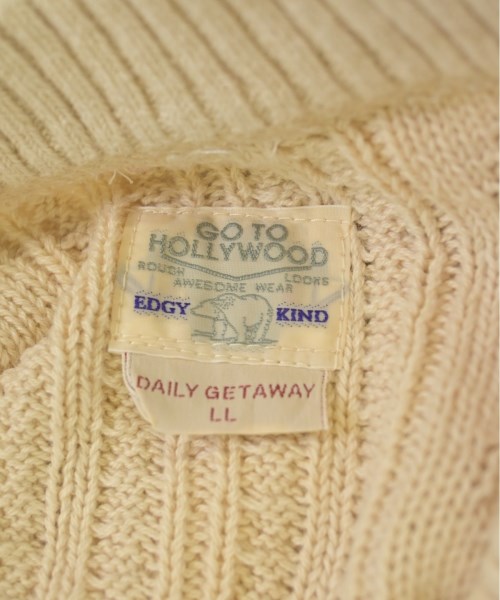 GO TO
HOLLYWOOD
ROUGH LOOKS
AWESOME WEAR
EDGY KIND
DAILY GETAWAY
LL